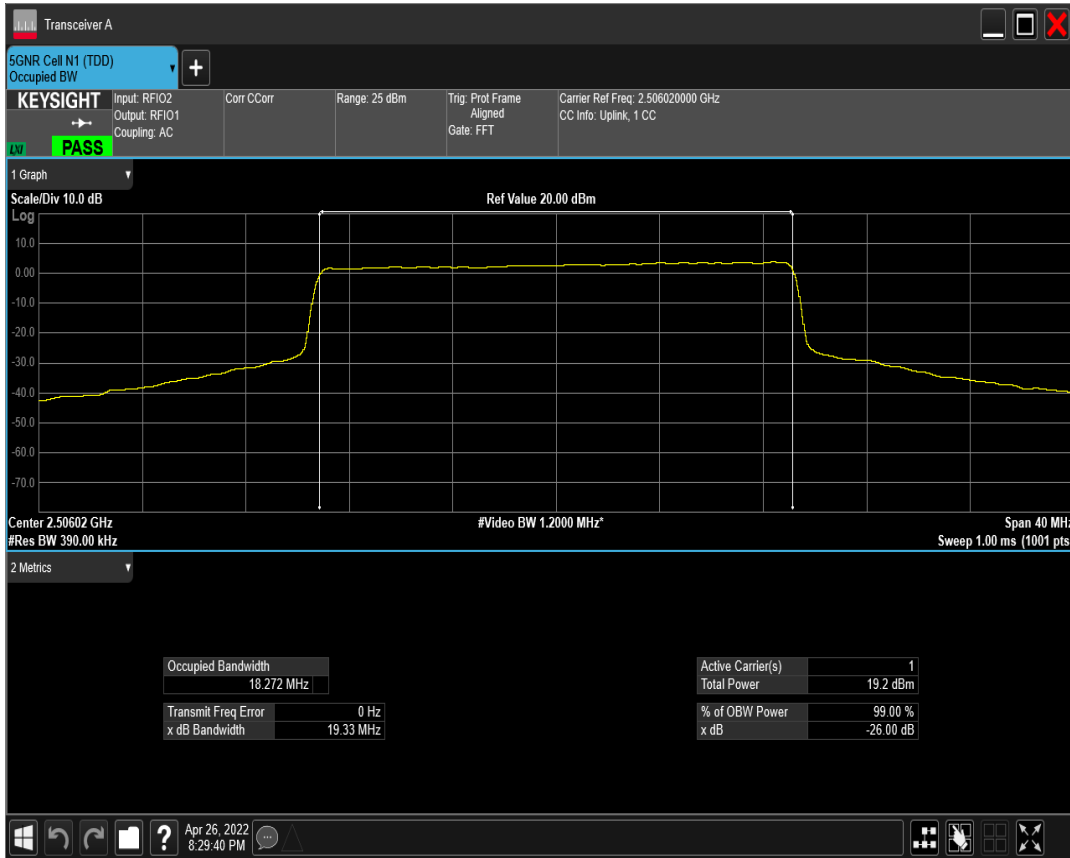 Transceiver A
5GNR Cell N1 (TDD)
Occupied BW
KEYSIGHT
LXI
PASS
Input: RFIO2
Output: RFIO1
Coupling: AC
Corr CCorr
Range: 25 dBm
Trig: Prot Frame
Aligned
Gate: FFT
Carrier Ref Freq: 2.506020000 GHz
CC Info: Uplink, 1 CC
1 Graph
Scale/Div 10.0 dB
Ref Value 20.00 dBm
Log
10.0
0.00
-10.0
-20.0
-30.0
-40.0
-50.0
-60.0
-70.0
Center 2.50602 GHz
#Video BW 1.2000 MHz*
Span 40 MHz
#Res BW 390.00 kHz
Sweep 1.00 ms (1001 pts
2 Metrics
Occupied Bandwidth
18.272 MHz
Transmit Freq Error 0 Hz
x dB Bandwidth 19.33 MHz
Active Carrier(s) 1
Total Power 19.2 dBm
% of OBW Power 99.00 %
x dB -26.00 dB
?
Apr 26, 2022
8:29:40 PM